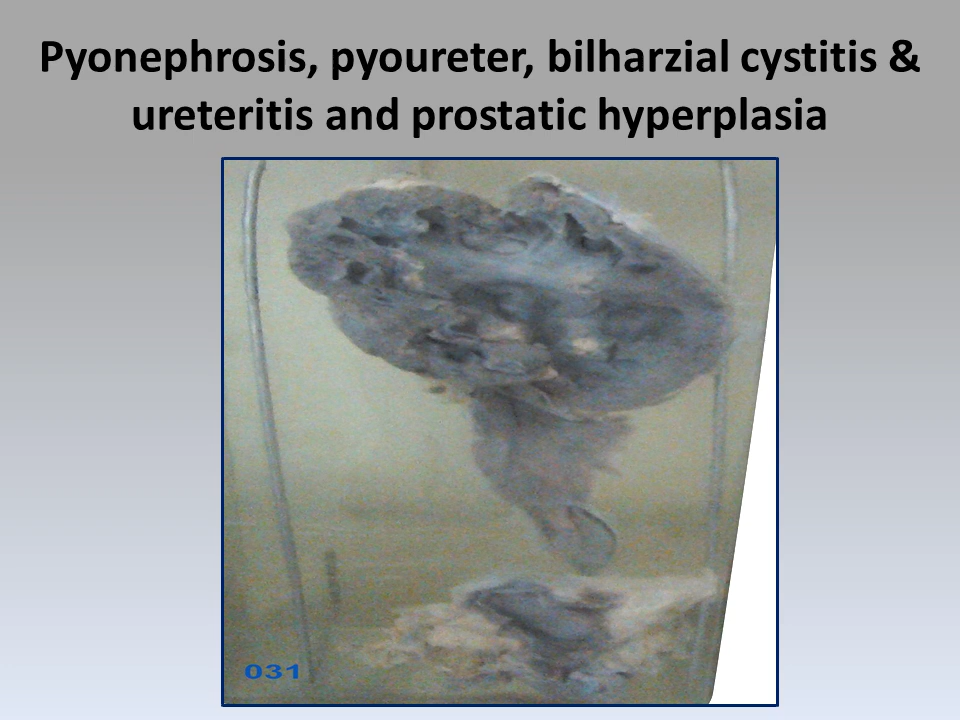 Pyonephrosis, pyoureter, bilharzial cystitis &
ureteritis and prostatic hyperplasia
031